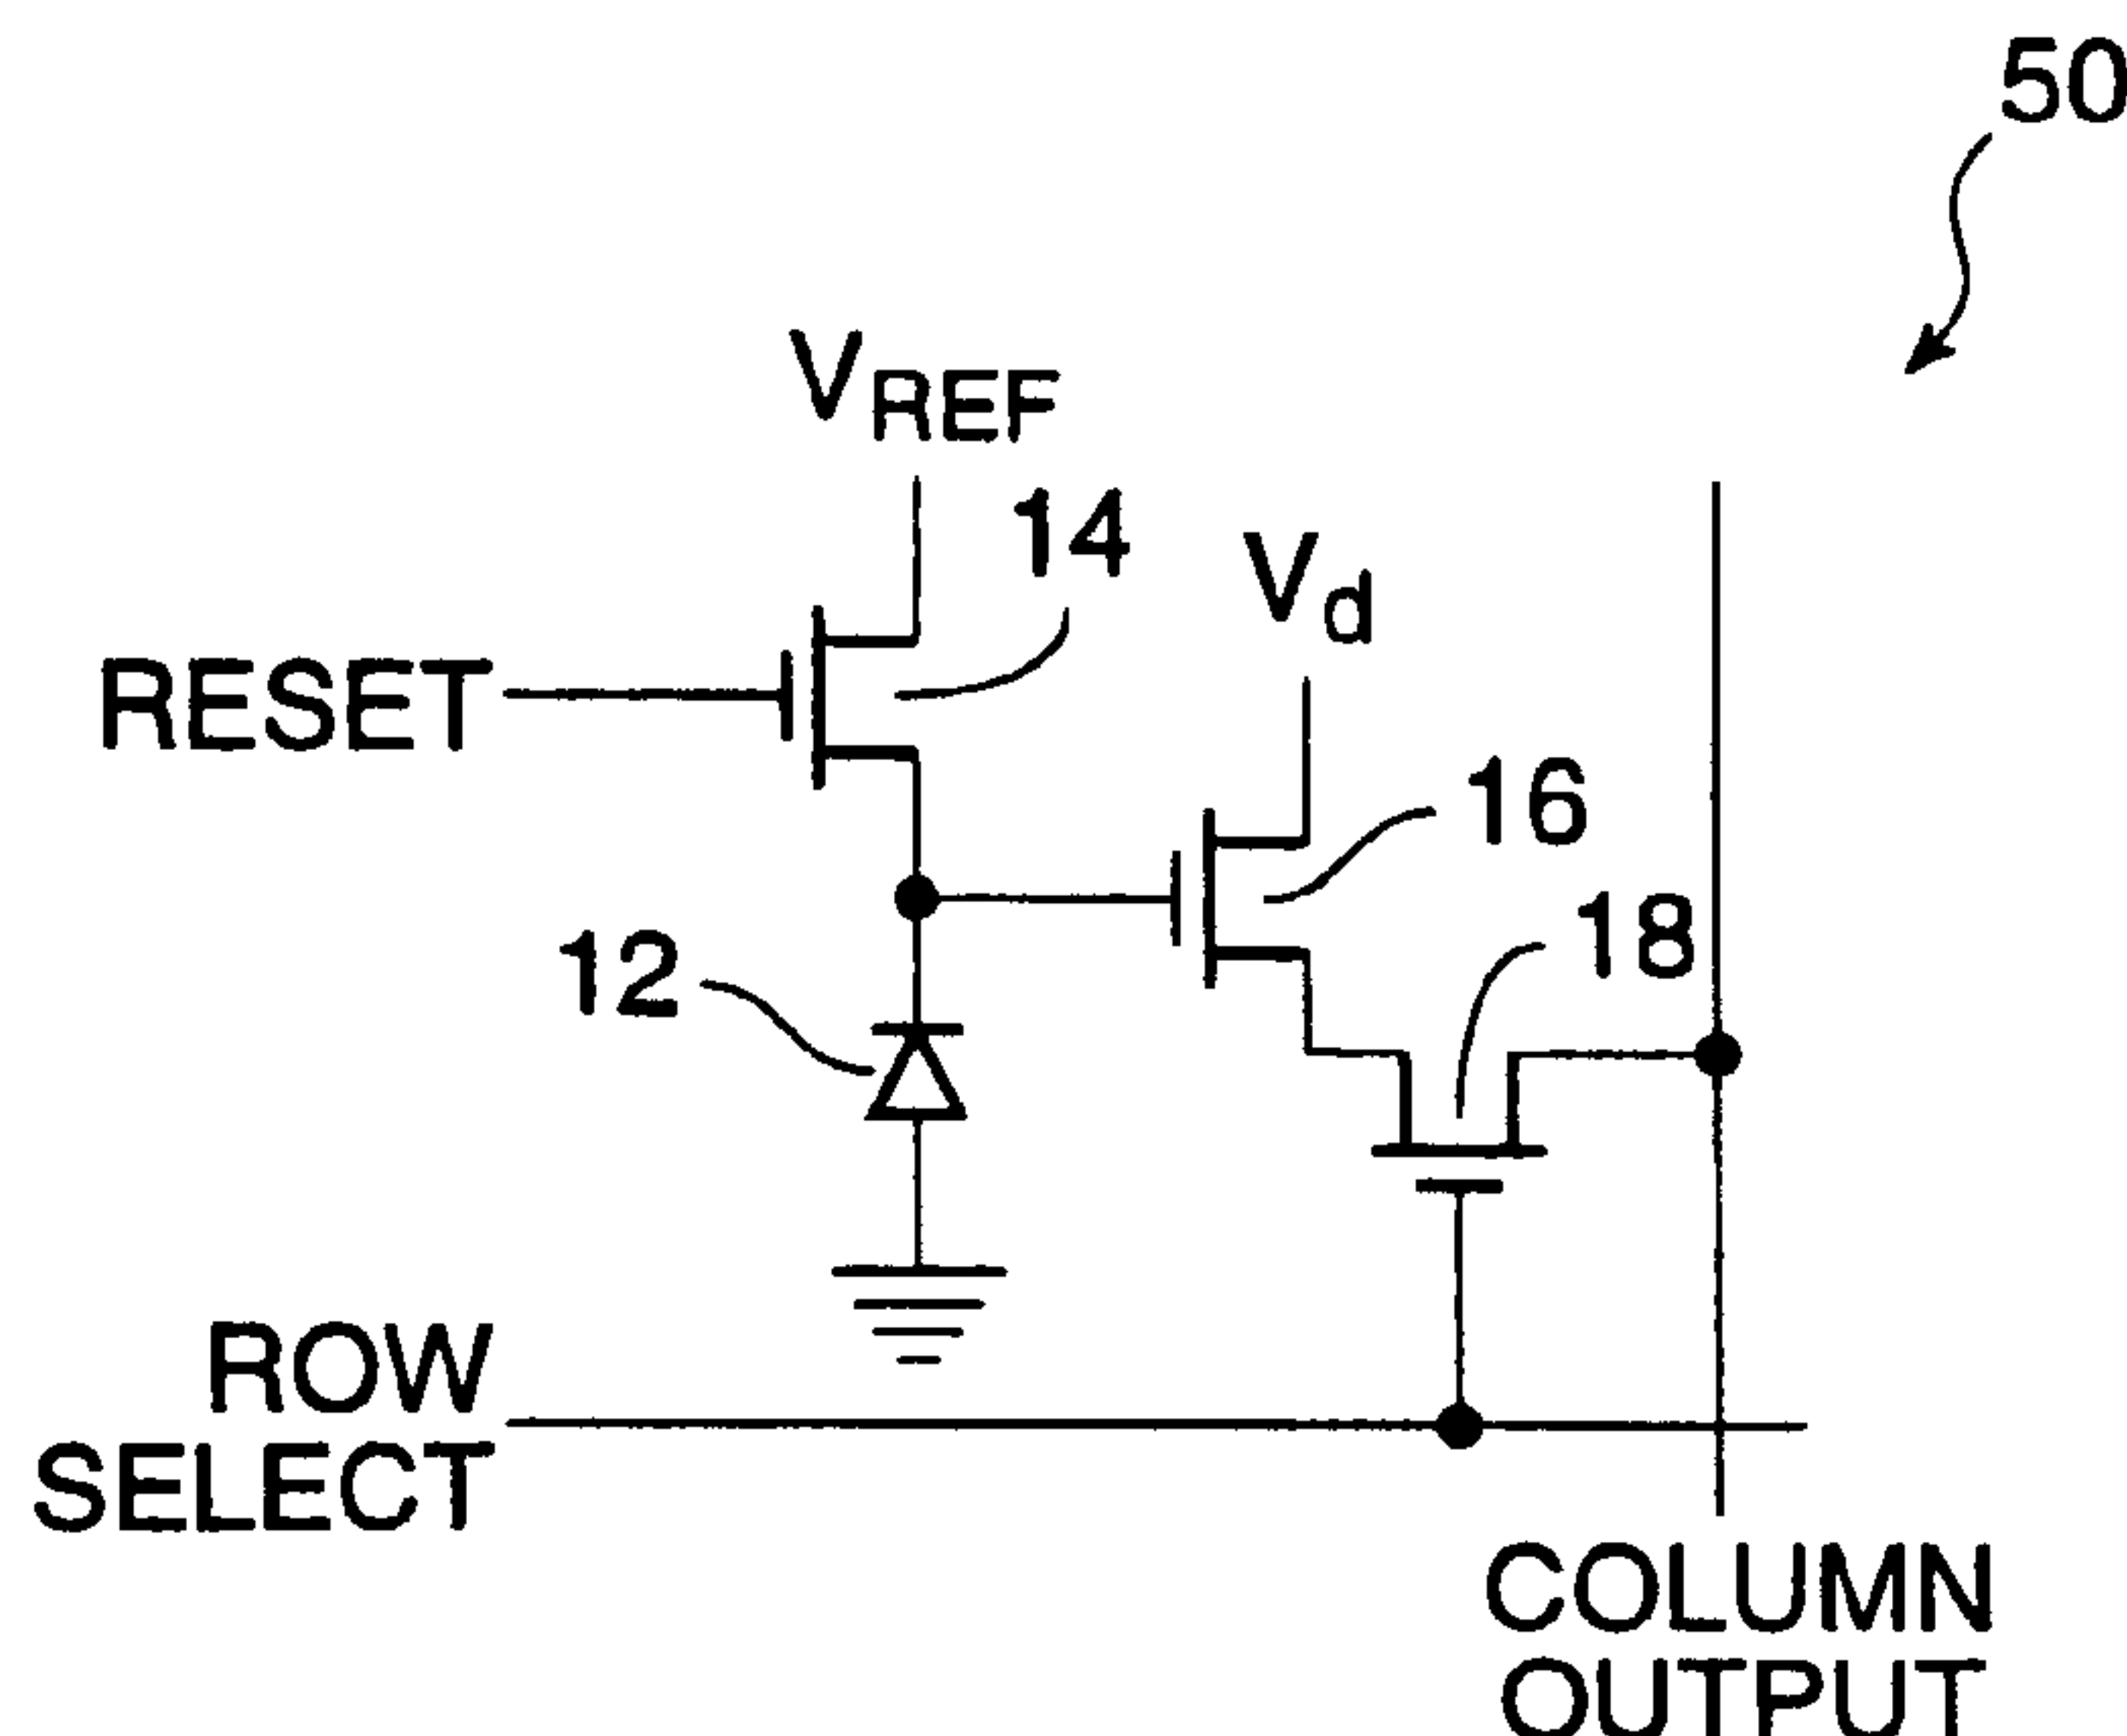 50
VREF
14
Vd
RESET
16
18
12
ROW
SELECT
COLUMN
OUTPUT